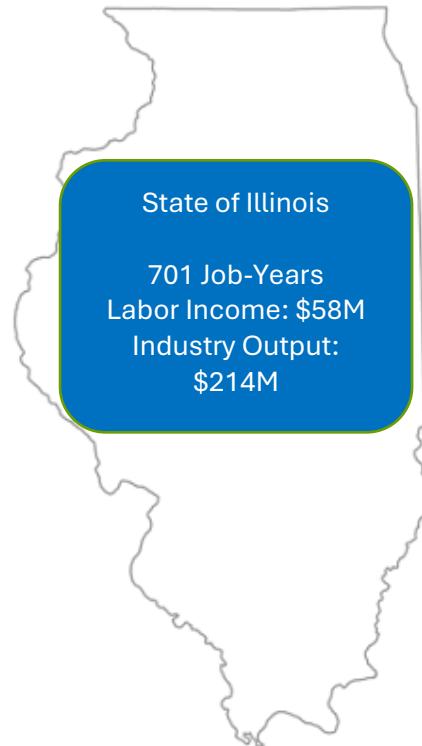 State of Illinois
701 Job-Years
Labor Income: $58M
Industry Output:
$214M